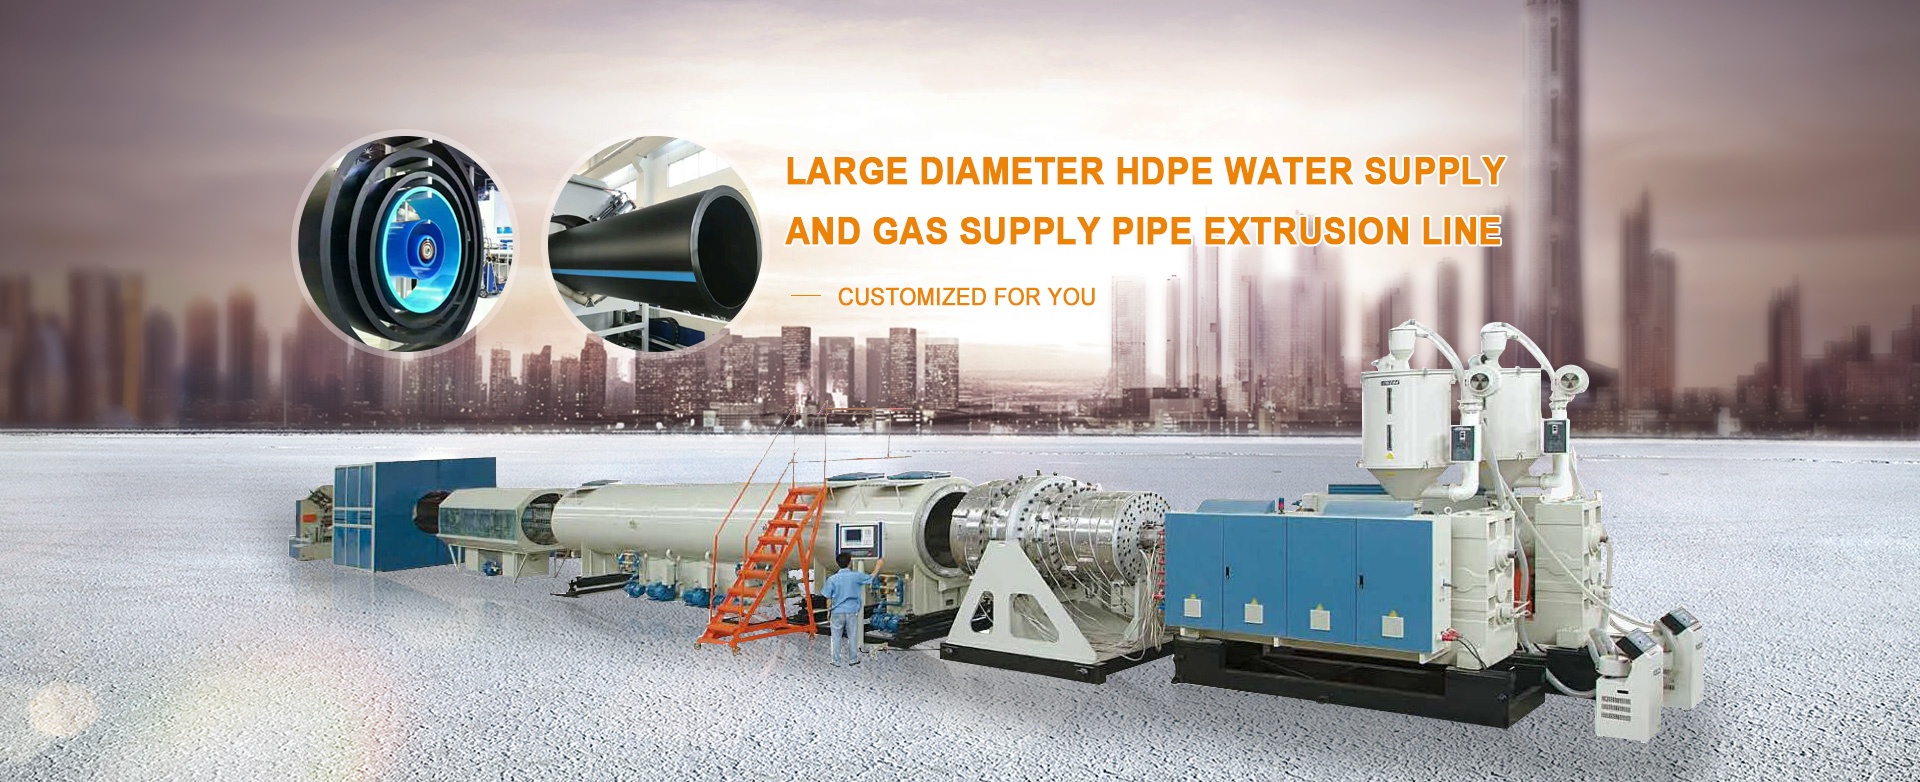 LARGE DIAMETER HDPE WATER SUPPLY
AND GAS SUPPLY PIPE EXTRUSION LINE
CUSTOMIZED FOR YOU